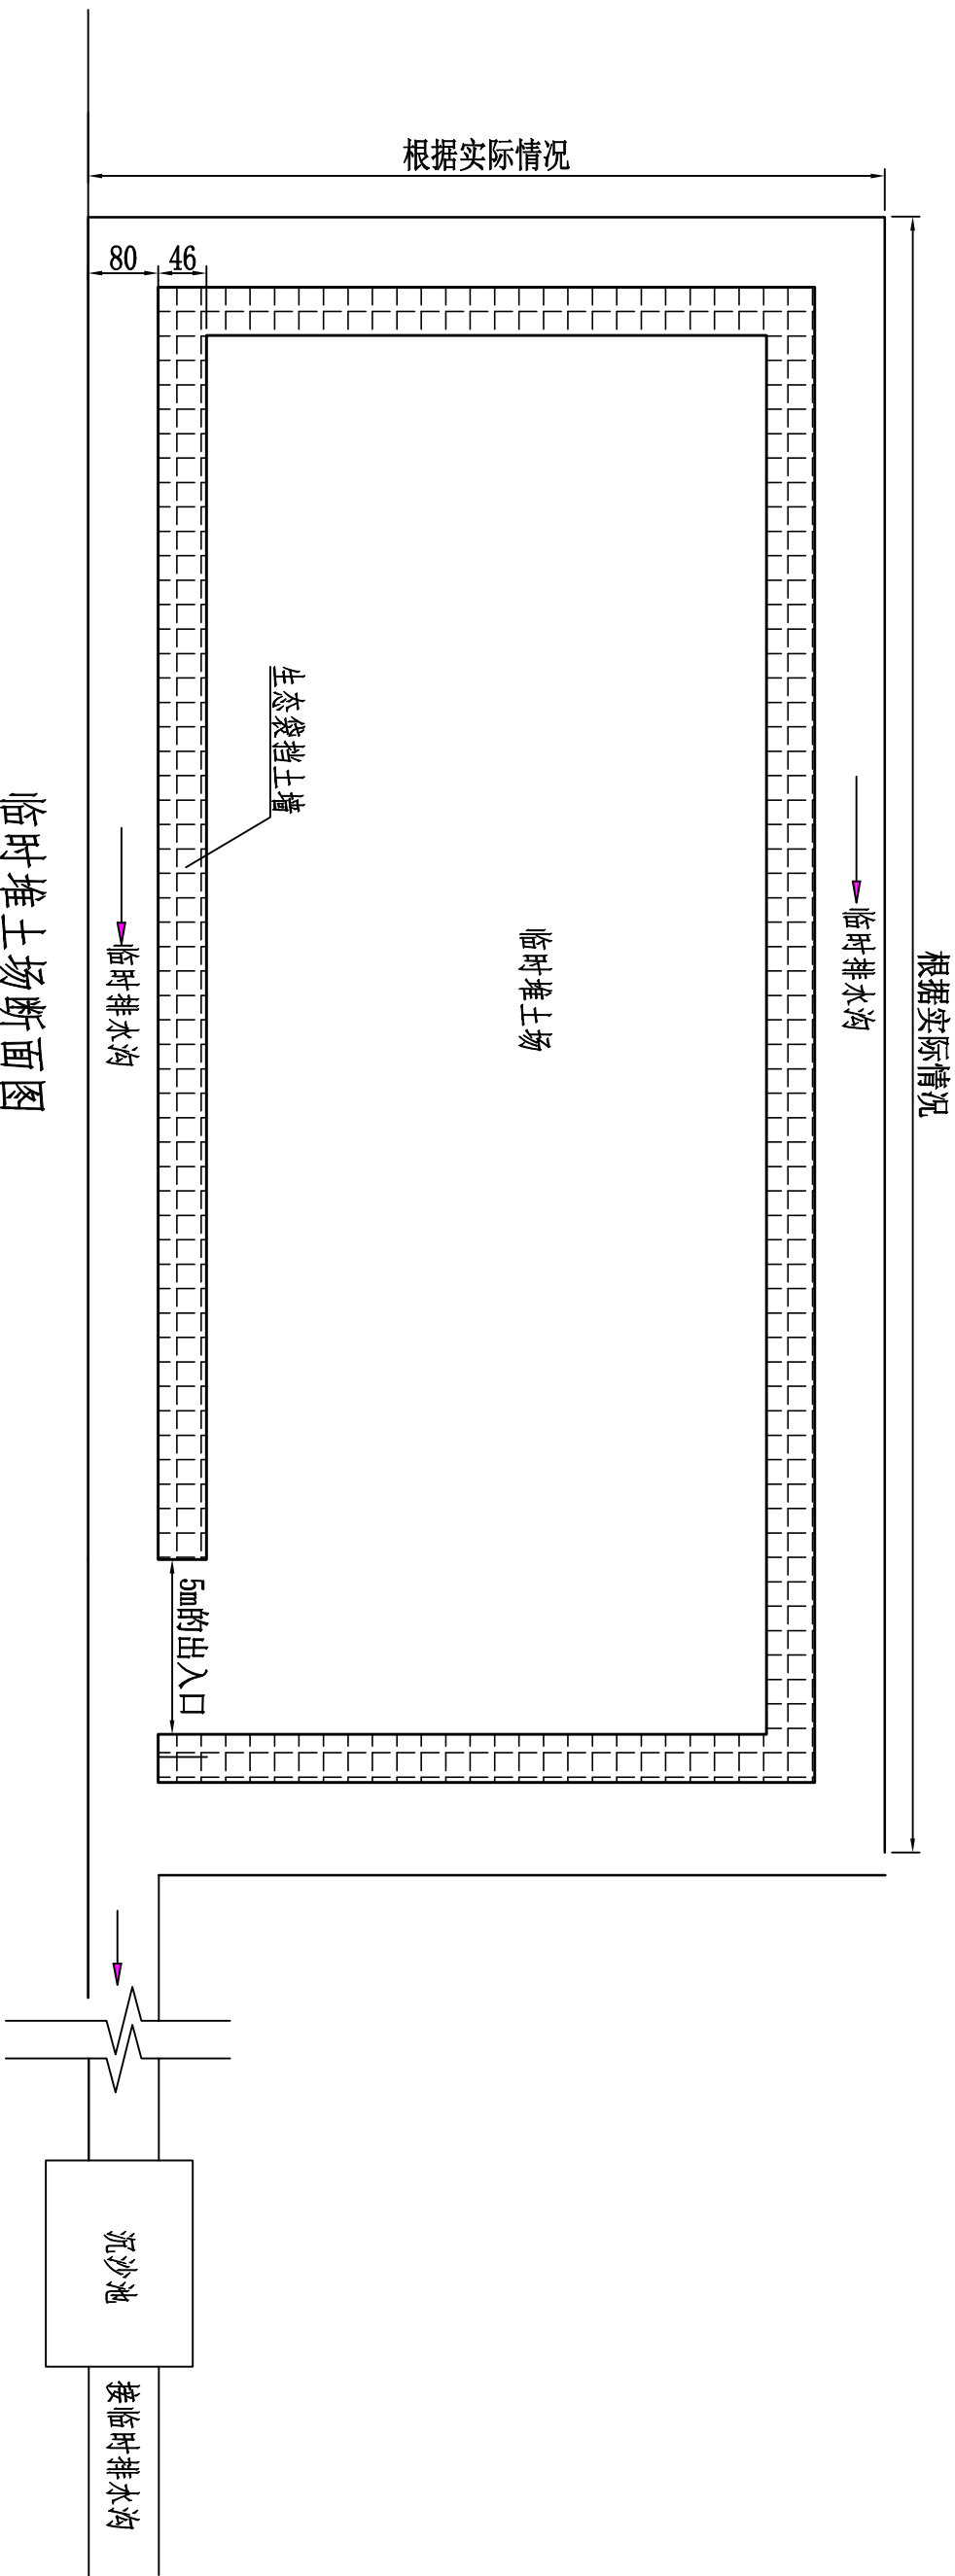 根据实际情况
根据实际情况
80
46
临时排水沟
临时堆土场
生态袋挡土墙
临时排水沟
5m的出入口
沉沙池
接临时排水沟
临时堆土场断面图